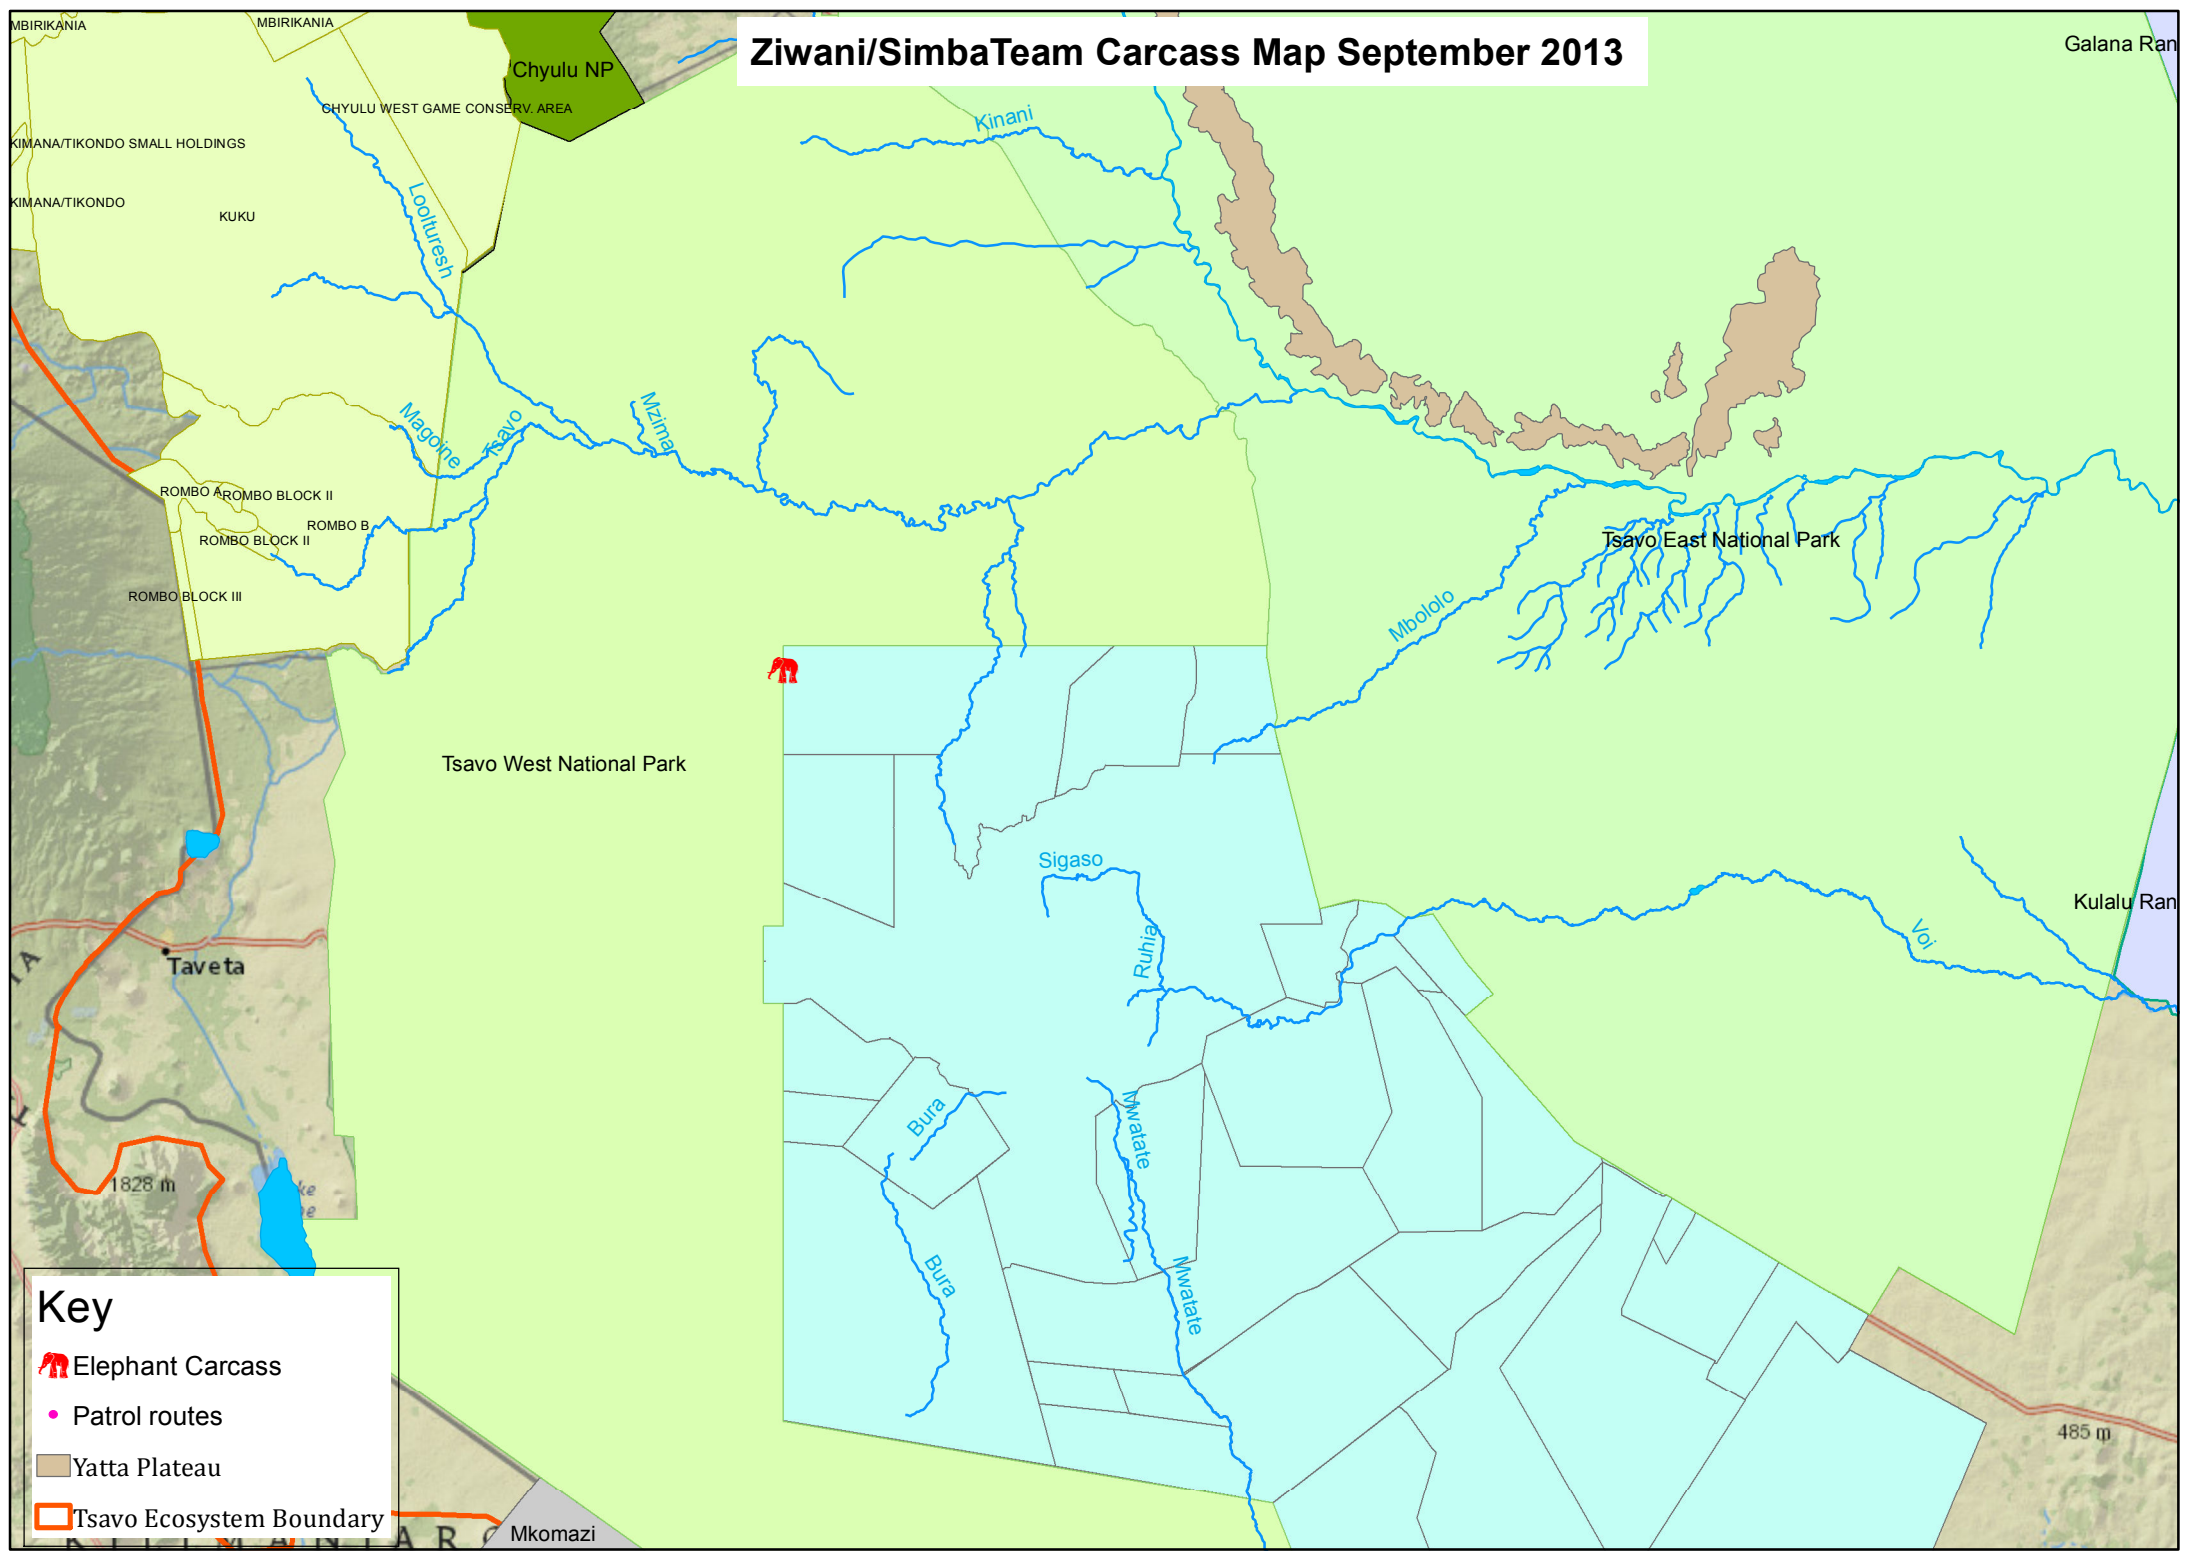 Ziwani/SimbaTeam Carcass Map September 2013
MBIRIKANIA
MBIRIKANIA
Galana Ran
Chyulu NP
CHYULU WEST GAME CONSERV. AREA
Kinani
KIMANA/TIKONDO SMALL HOLDINGS
KIMANA/TIKONDO
KUKU
Loolturesh
Magoine
Tsavo
Mzima
ROMBO A
ROMBO BLOCK II
ROMBO B
ROMBO BLOCK II
ROMBO BLOCK III
Tsavo East National Park
Mbololo
Tsavo West National Park
Sigaso
Ruhia
Kulalu Ran
Voi
Taveta
Bura
Mwatate
1828 m
Bura
Mwatate
485 m
Key
Elephant Carcass
Patrol routes
Yatta Plateau
Tsavo Ecosystem Boundary
Mkomazi